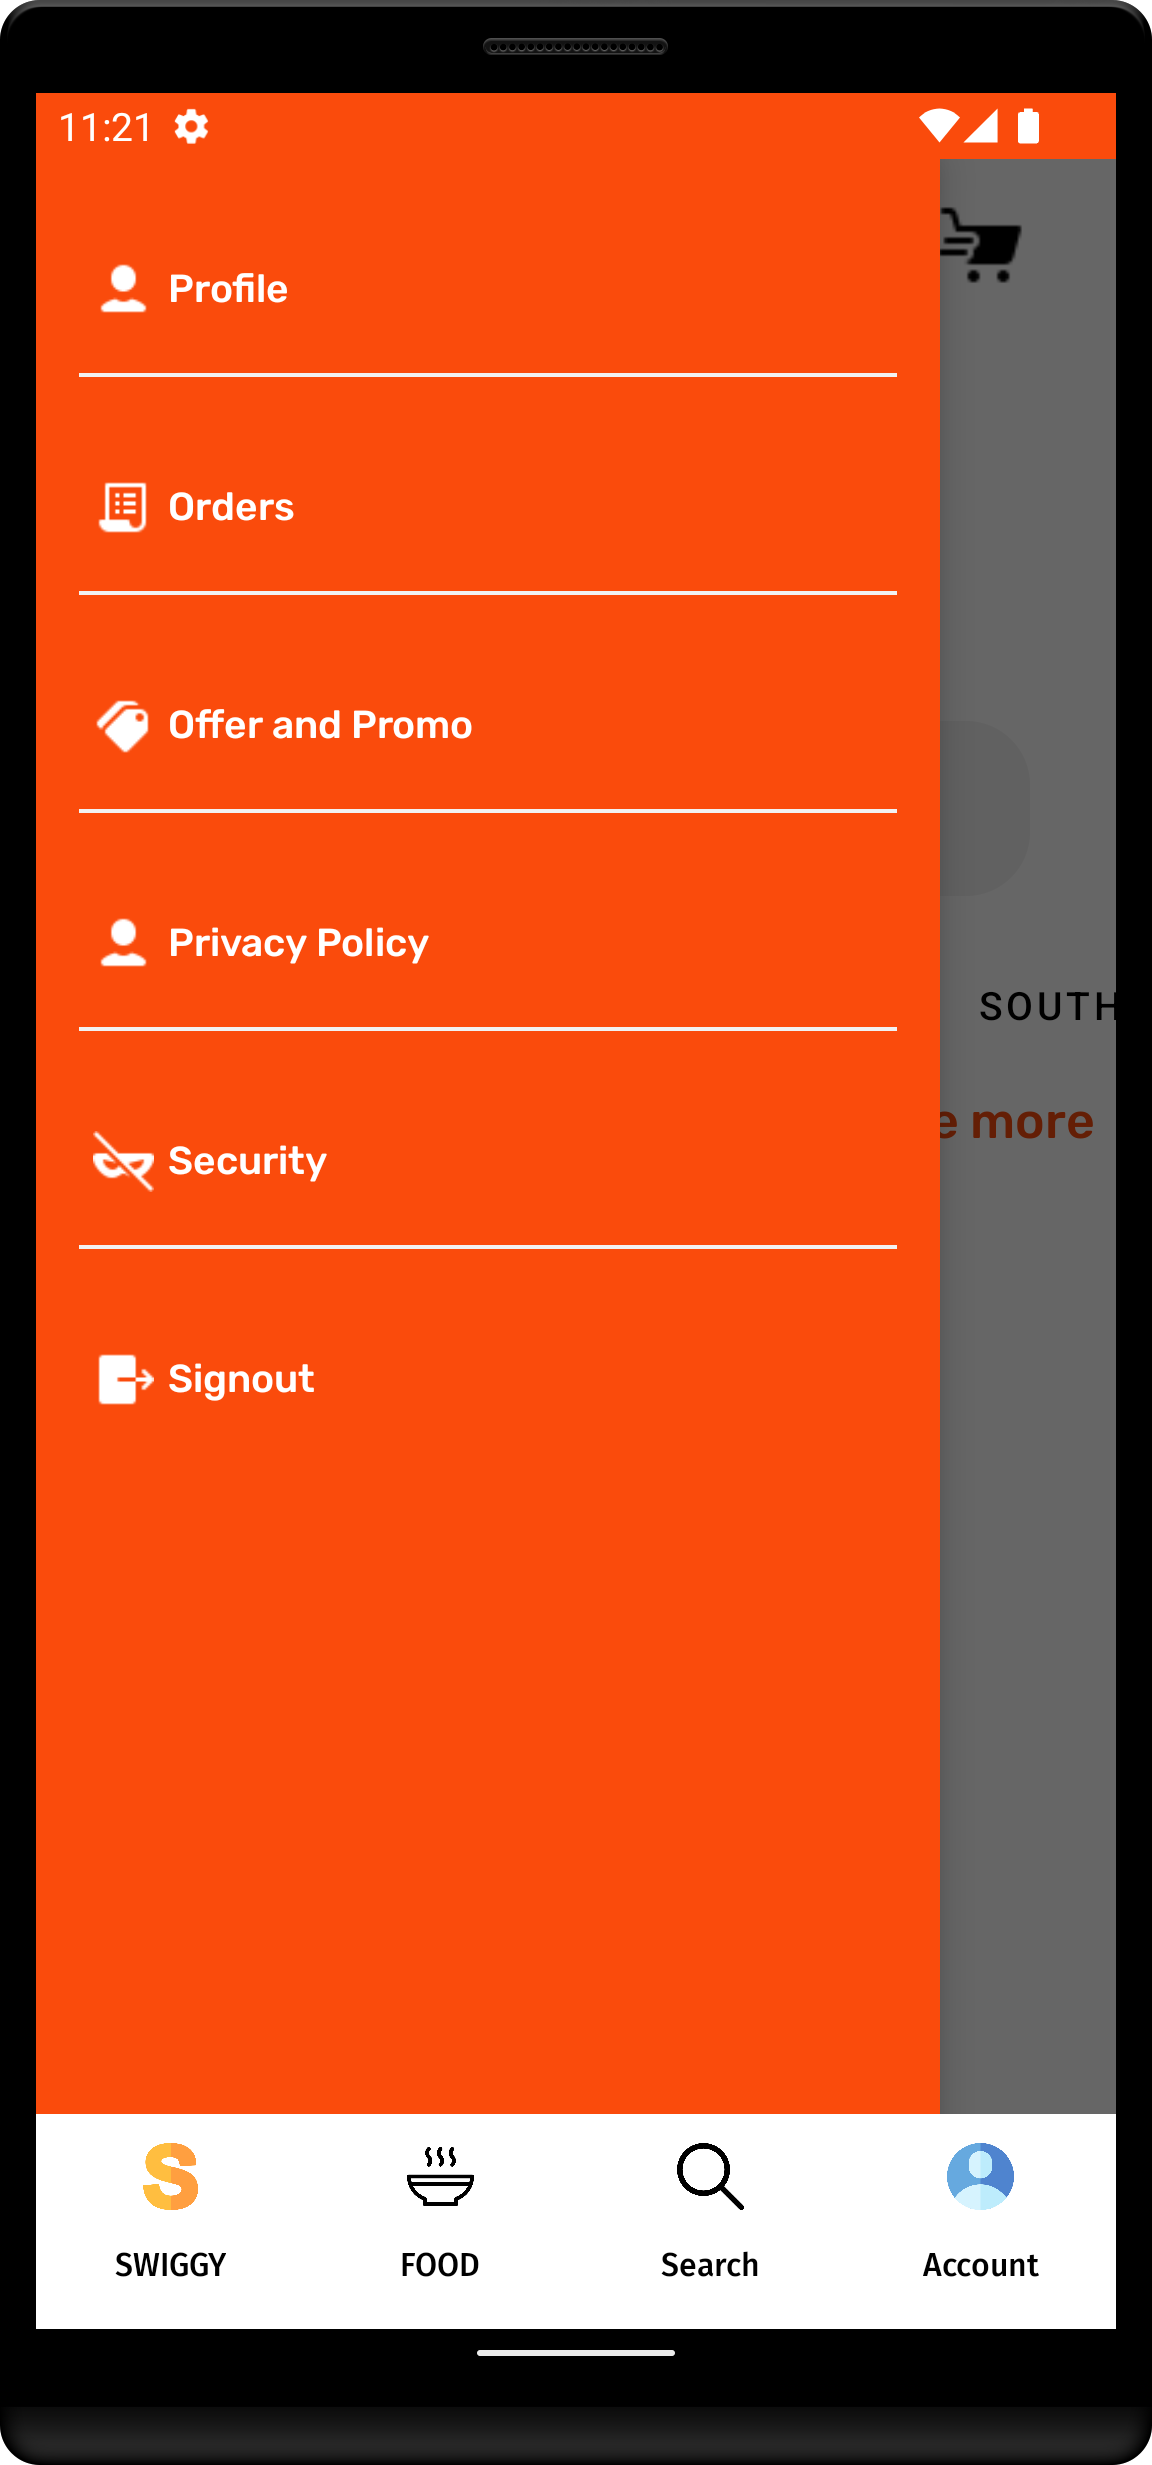 11:21
Profile
Orders
Offer and Promo
Privacy Policy
SOUTH
e more
Security
Signout
SWIGGY
FOOD
Search
Account